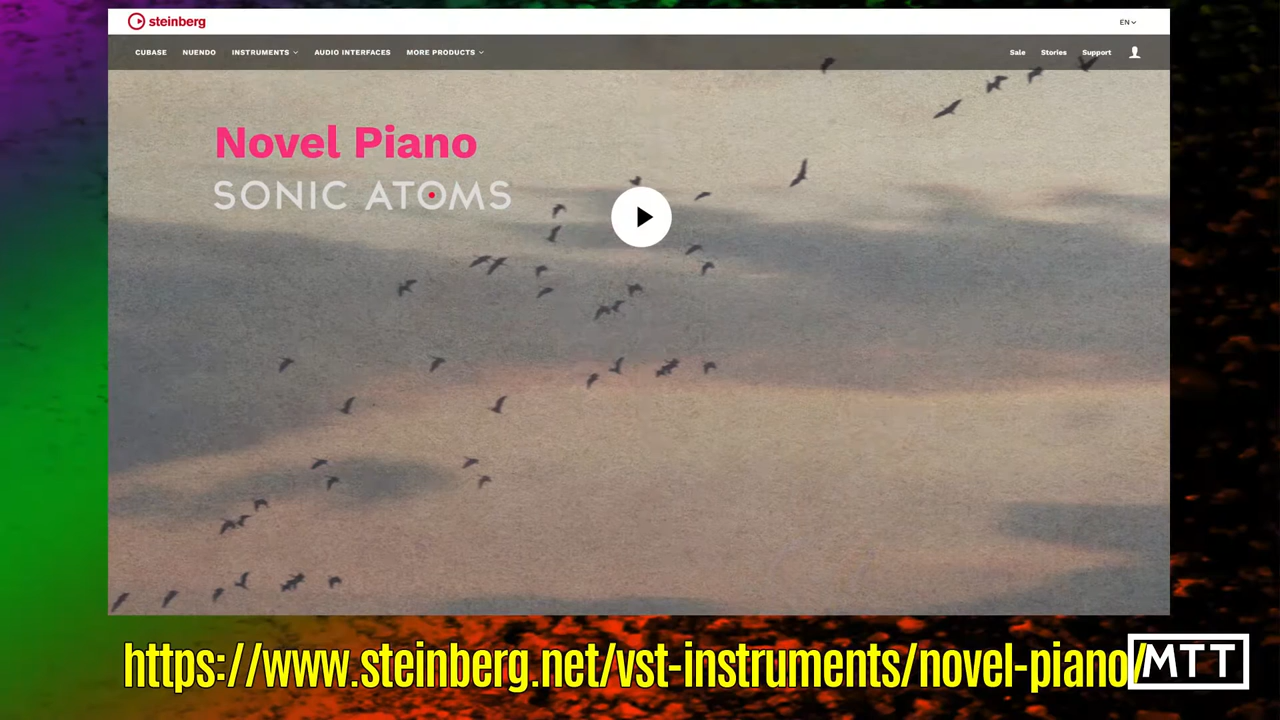 steinberg
EN
CUBASE NUENDO INSTRUMENTS AUDIO INTERFACES MORE PRODUCTS Sale Stories Support
Novel Piano
SONIC ATOMS
https://www.steinberg.net/vst-instruments/novel-piano/
MTT